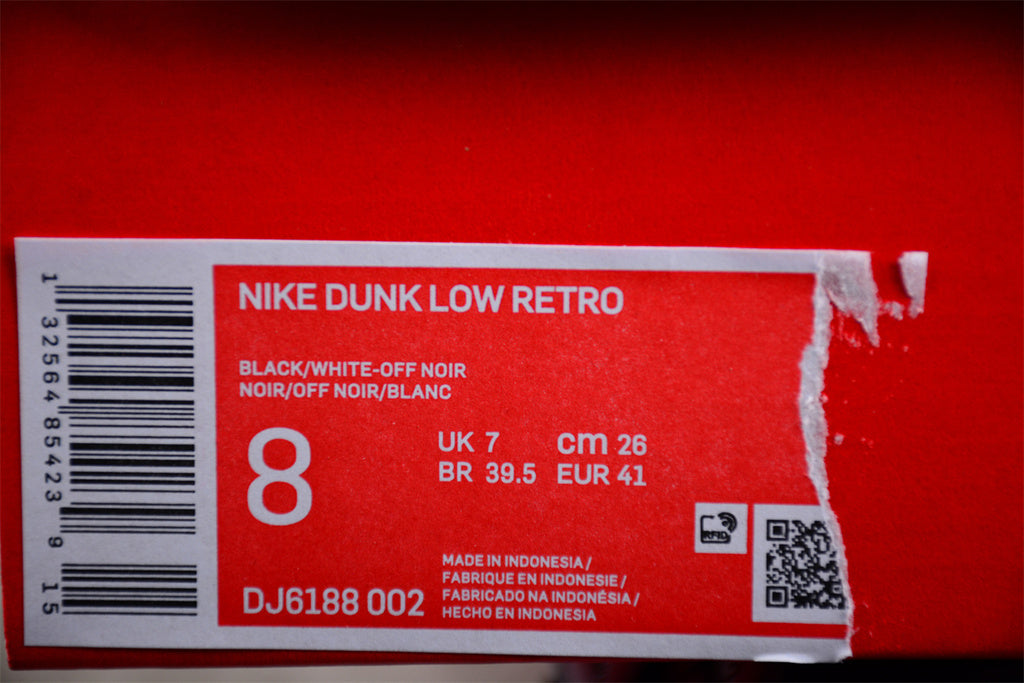 NIKE DUNK LOW RETRO
BLACK/WHITE-OFF NOIR
NOIR/OFF NOIR/BLANC
8
UK 7 cm 26
BR 39.5 EUR 41
RFID
MADE IN INDONESIA /
FABRIQUE EN INDONESIE /
FABRICADO NA INDONÉSIA /
HECHO EN INDONESIA
DJ6188 002
1 32564 85423 9 15